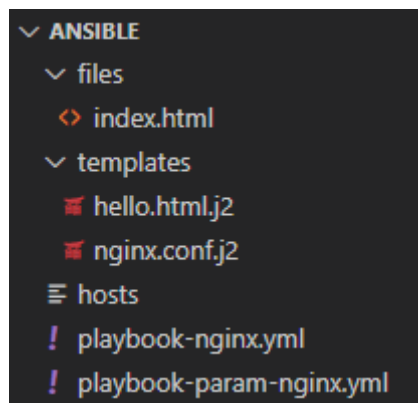 ANSIBLE
files
index.html
templates
hello.html.j2
nginx.conf.j2
hosts
playbook-nginx.yml
playbook-param-nginx.yml